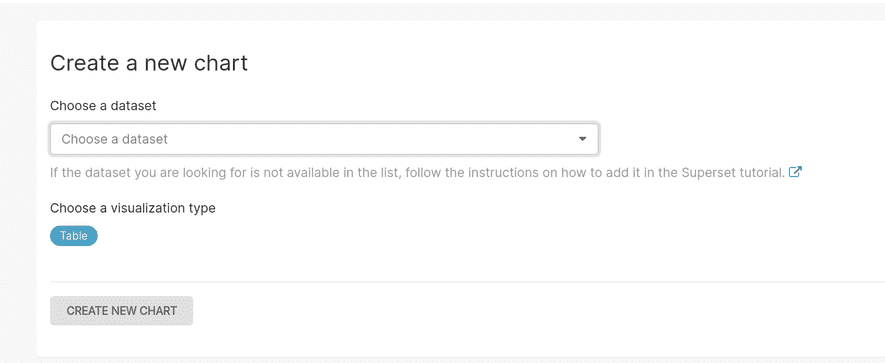 Create a new chart
Choose a dataset
Choose a dataset
If the dataset you are looking for is not available in the list, follow the instructions on how to add it in the Superset tutorial.
Choose a visualization type
Table
CREATE NEW CHART